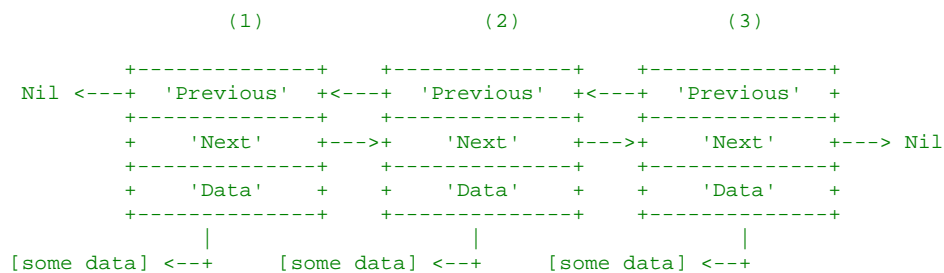 (1) (2) (3)
+--------------+ +--------------+ +--------------+
Nil <---+ 'Previous' +<---+ 'Previous' +<---+ 'Previous' +
+--------------+ +--------------+ +--------------+
+ 'Next' +--->+ 'Next' +--->+ 'Next' +---> Nil
+--------------+ +--------------+ +--------------+
+ 'Data' + + 'Data' + + 'Data' +
+--------------+ +--------------+ +--------------+
| | |
[some data] <--+ [some data] <--+ [some data] <--+